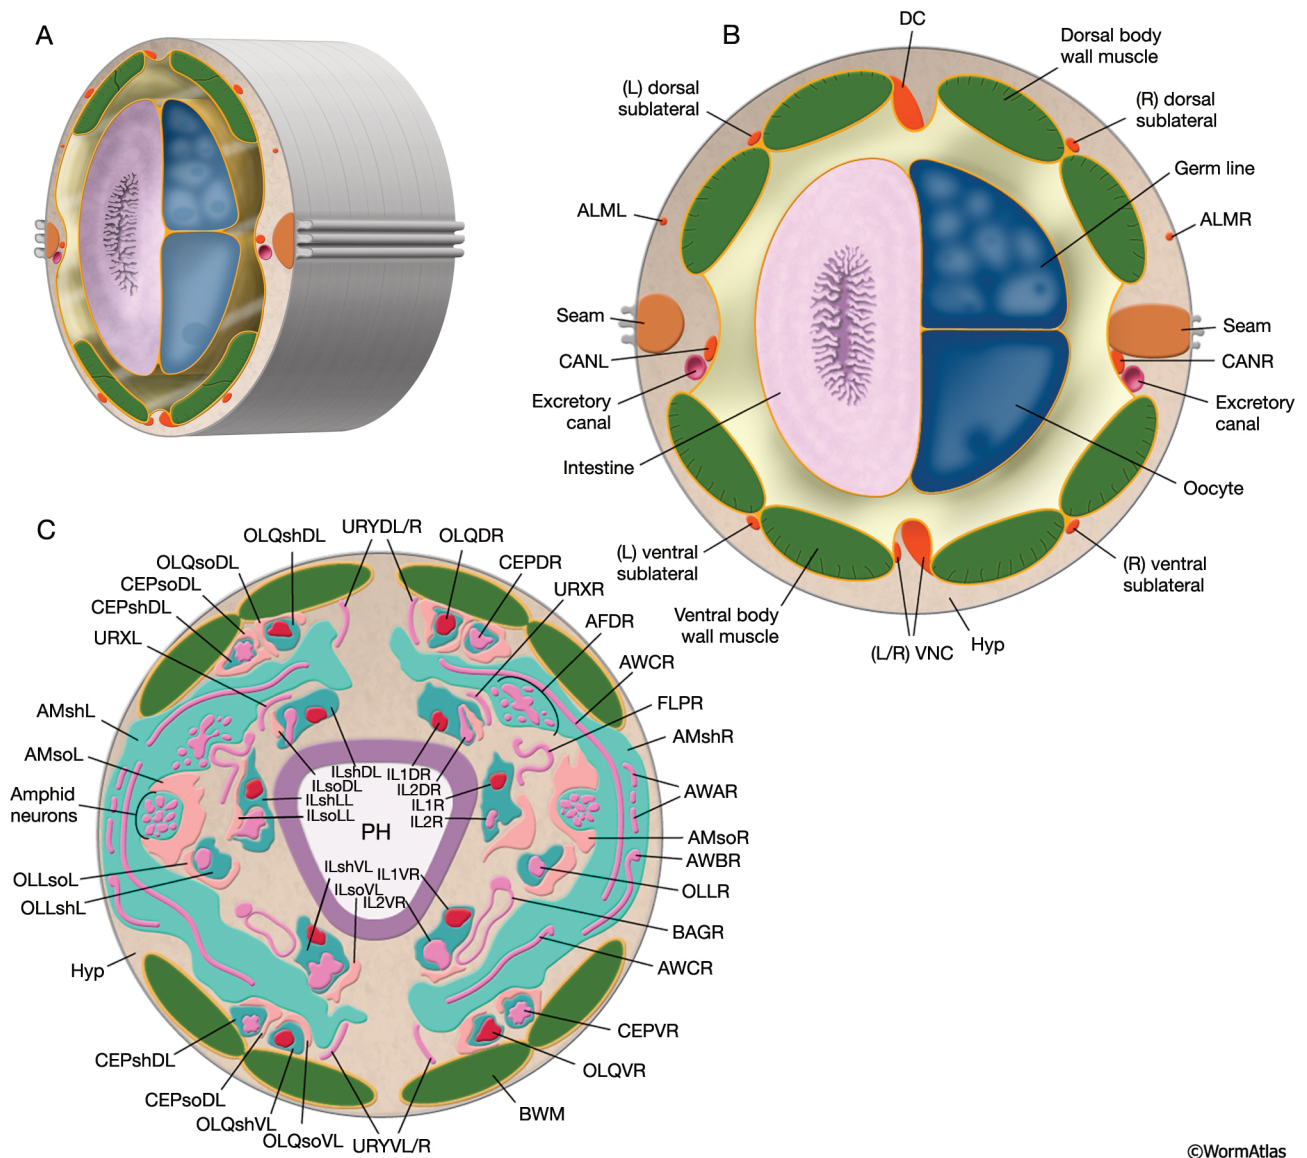 A
B
DC
Dorsal body
wall muscle
(L) dorsal
sublateral
(R) dorsal
sublateral
Germ line
ALML
ALMR
Seam
Seam
CANL
CANR
Excretory
canal
Excretory
canal
Intestine
Oocyte
(L) ventral
sublateral
(R) ventral
sublateral
Ventral body
wall muscle
(L/R) VNC
Hyp
C
OLQshDL
URYDL/R
OLQDR
OLQsoDL
CEPDR
CEPsoDL
URXR
CEPshDL
AFDR
URXL
AWCR
FLPR
AMshL
AMshR
AMsoL
ILshDL
IL1DR
ILsoDL
IL2DR
ILshLL
IL1R
ILsoLL
IL2R
PH
AWAR
Amphid
neurons
AMsoR
AWBR
OLLsoL
OLLR
OLLshL
ILshVL
IL1VR
ILsoVL
IL2VR
BAGR
AWCR
Hyp
CEPVR
CEPshDL
OLQVR
CEPsoDL
BWM
OLQshVL
OLQsoVL
URYVL/R
©WormAtlas